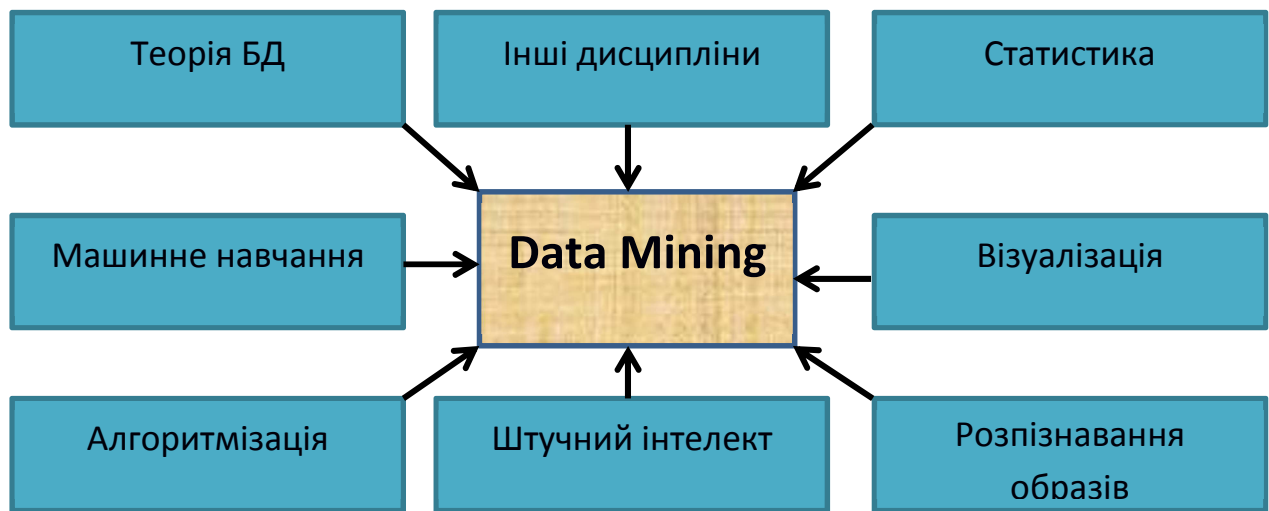 Теорія БД
Інші дисципліни
Статистика
Машинне навчання
Data Mining
Візуалізація
Алгоритмізація
Штучний інтелект
Розпізнавання
образів